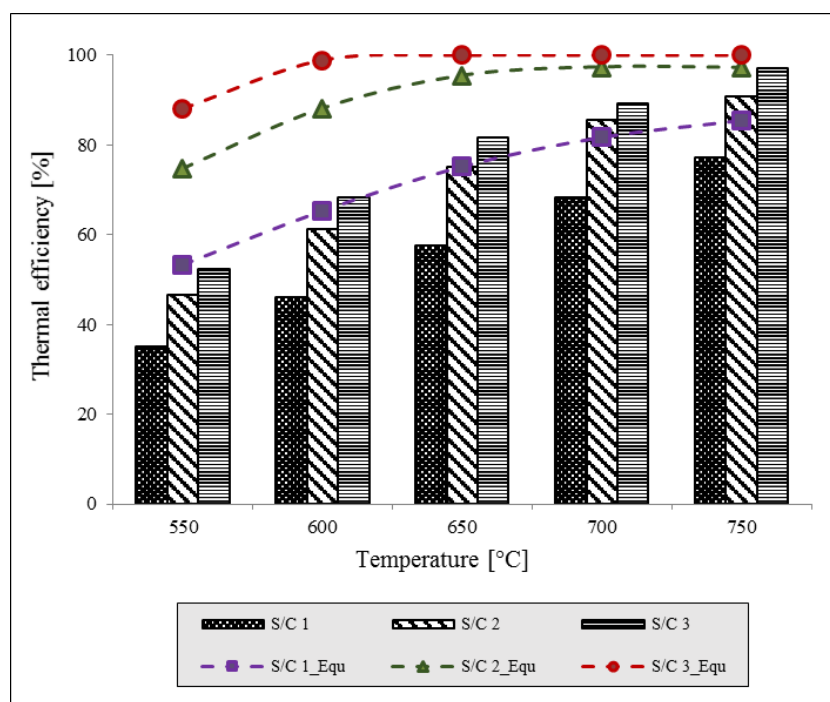 Thermal efficiency [%]
100
80
60
40
20
0
550 600 650 700 750
Temperature [°C]
S/C 1 S/C 2 S/C 3
S/C 1_Equ S/C 2_Equ S/C 3_Equ